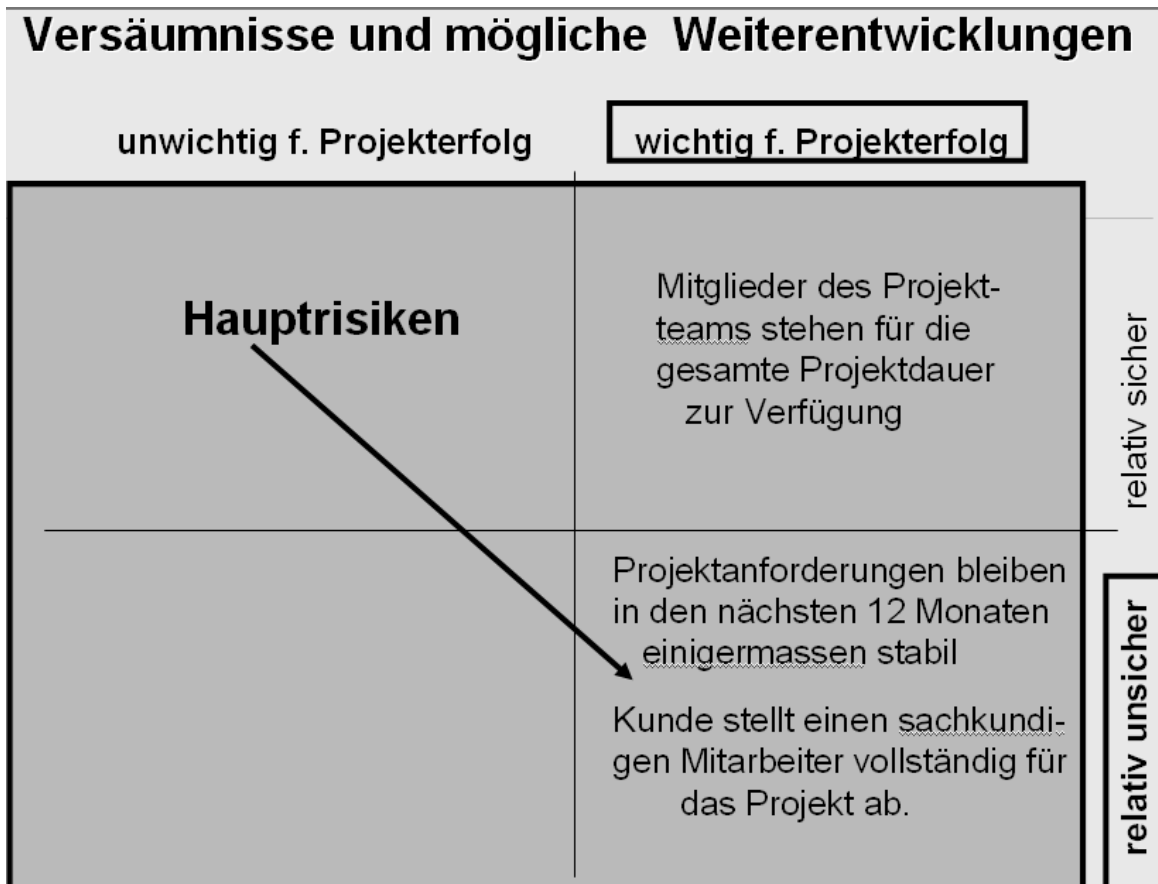 Versäumnisse und mögliche Weiterentwicklungen
unwichtig f. Projekterfolg
wichtig f. Projekterfolg
Hauptrisiken
Mitglieder des Projekt-
teams stehen für die
gesamte Projektdauer
zur Verfügung
relativ sicher
Projektanforderungen bleiben
in den nächsten 12 Monaten
einigermassen stabil
Kunde stellt einen sachkundi-
gen Mitarbeiter vollständig für
das Projekt ab.
relativ unsicher